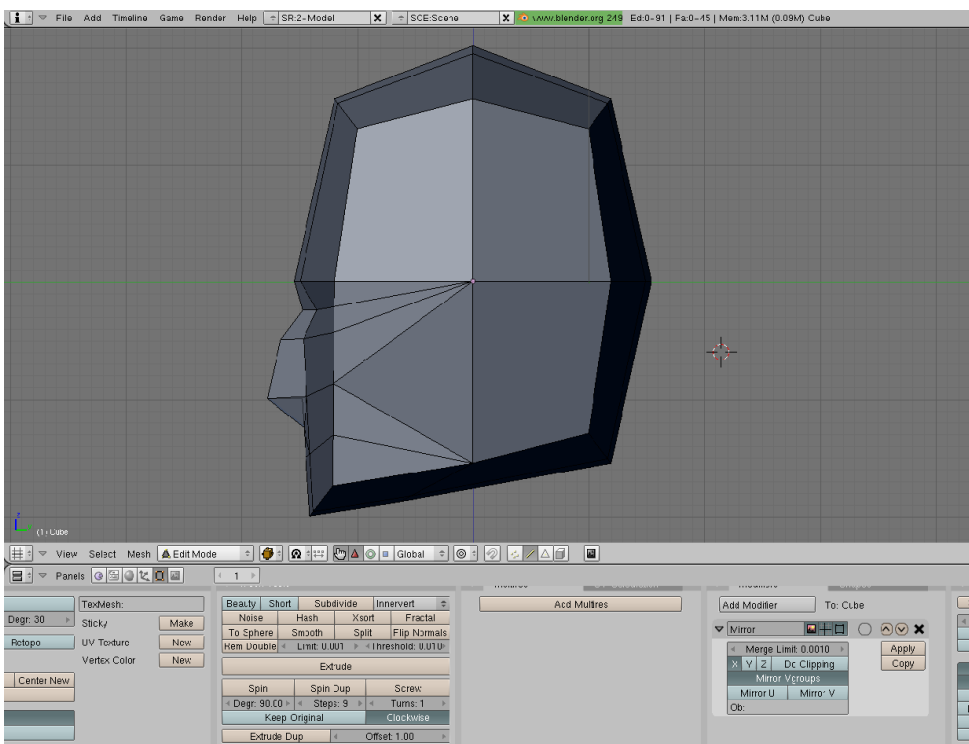 File Add Timeline Game Render Help SR:2-Model SCE:Scene www.blender.org 249 Ed:0-91 | Fa:0-45 | Mem:3.11M (0.09M) Cube
z
(1) Cube
View Select Mesh Edit Mode Global
Panels 1
TexMesh: Beauty Short Subdivide Innervert Add Multires Add Modifier To: Cube
Degr: 30 Sticky Make Noise Hash Xsort Fractal
Mirror
Retopo UV Texture New To Sphere Smooth Split Flip Normals
Rem Double Limit: 0.001 Threshold: 0.010 Merge Limit: 0.0010 Apply
Vertex Color New Extrude X Y Z Do Clipping Copy
Center New Mirror Vgroups
Spin Spin Dup Screw Mirror U Mirror V
Degr: 90.00 Steps: 9 Turns: 1 Ob:
Keep Original Clockwise
Extrude Dup Offset: 1.00